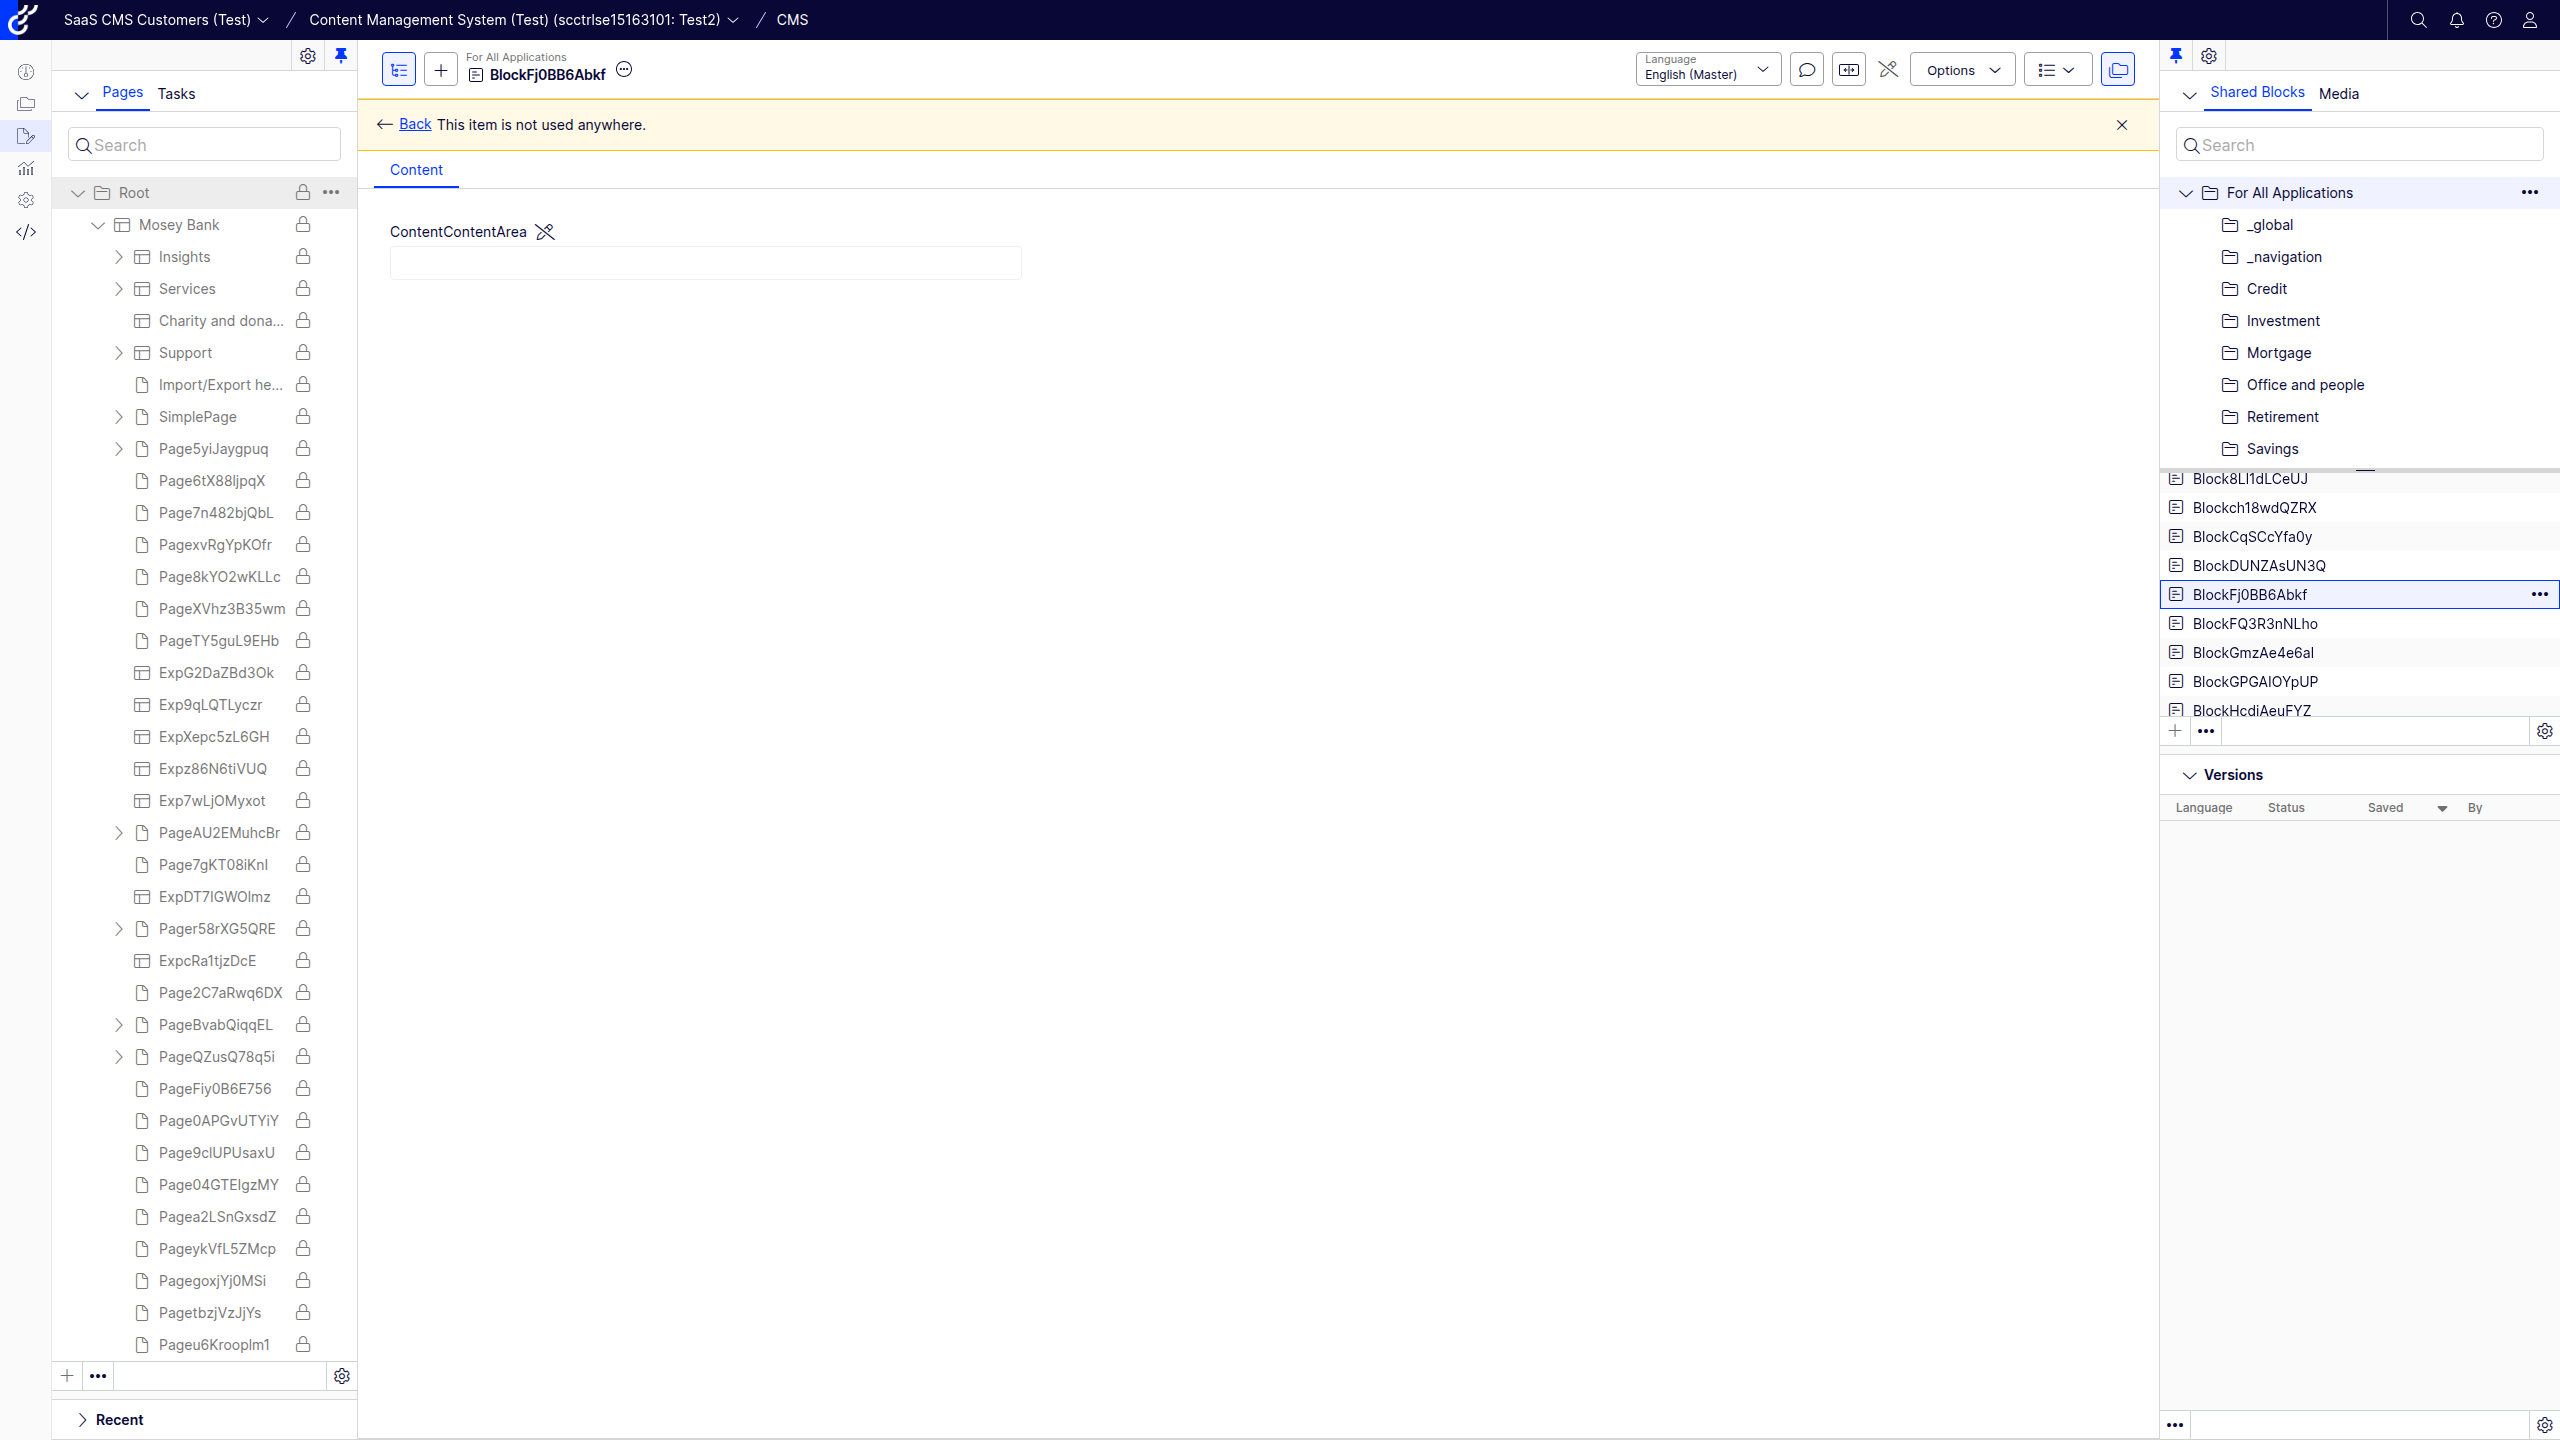 SaaS CMS Customers (Test) / Content Management System (Test) (scctrlse15163101: Test2) / CMS
Pages Tasks
Search
Root
Mosey Bank
Insights
Services
Charity and dona...
Support
Import/Export he...
SimplePage
Page5yiJaygpuq
Page6tX88ljpqX
Page7n482bjQbL
PagexvRgYpKOfr
Page8kYO2wKLLc
PageXVhz3B35wm
PageTY5guL9EHb
ExpG2DaZBd3Ok
Exp9qLQTLyczr
ExpXepc5zL6GH
Expz86N6tiVUQ
Exp7wLjOMyxot
PageAU2EMuhcBr
Page7gKT08iKnI
ExpDT7IGWOlmz
Pager58rXG5QRE
ExpcRa1tjzDcE
Page2C7aRwq6DX
PageBvabQiqqEL
PageQZusQ78q5i
PageFiy0B6E756
Page0APGvUTYiY
Page9clUPUsaxU
Page04GTEIgzMY
Pagea2LSnGxsdZ
PageykVfL5ZMcp
PagegoxjYj0MSi
PagetbzjVzJjYs
Pageu6Krooplm1
Recent
For All Applications
BlockFj0BB6Abkf
Language
English (Master)
Options
Back This item is not used anywhere.
Content
ContentContentArea
Shared Blocks Media
Search
For All Applications
_global
_navigation
Credit
Investment
Mortgage
Office and people
Retirement
Savings
Block8LI1dLCeUJ
Blockch18wdQZRX
BlockCqSCcYfa0y
BlockDUNZAsUN3Q
BlockFj0BB6Abkf
BlockFQ3R3nNLho
BlockGmzAe4e6al
BlockGPGAIOYpUP
BlockHcdiAeuFYZ
Versions
Language Status Saved By